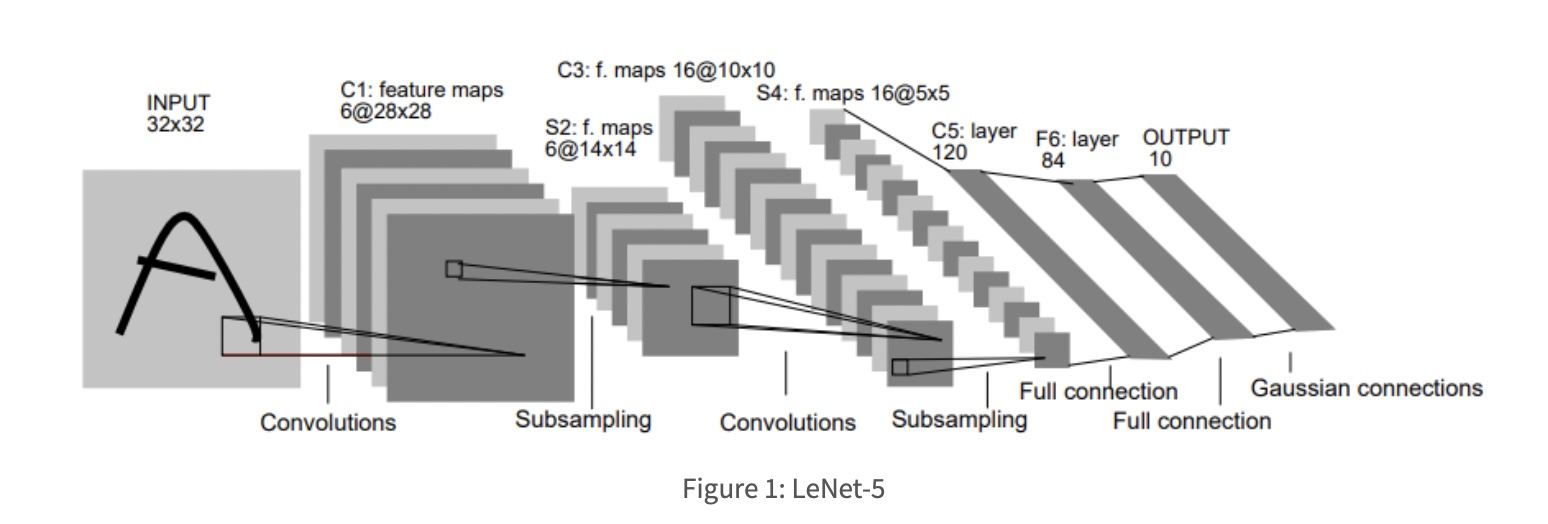 INPUT
32x32
C1: feature maps
6@28x28
S2: f. maps
6@14x14
C3: f. maps 16@10x10
S4: f. maps 16@5x5
C5: layer
120
F6: layer
84
OUTPUT
10
Convolutions
Subsampling
Convolutions
Subsampling
Full connection
Full connection
Gaussian connections
Figure 1: LeNet-5